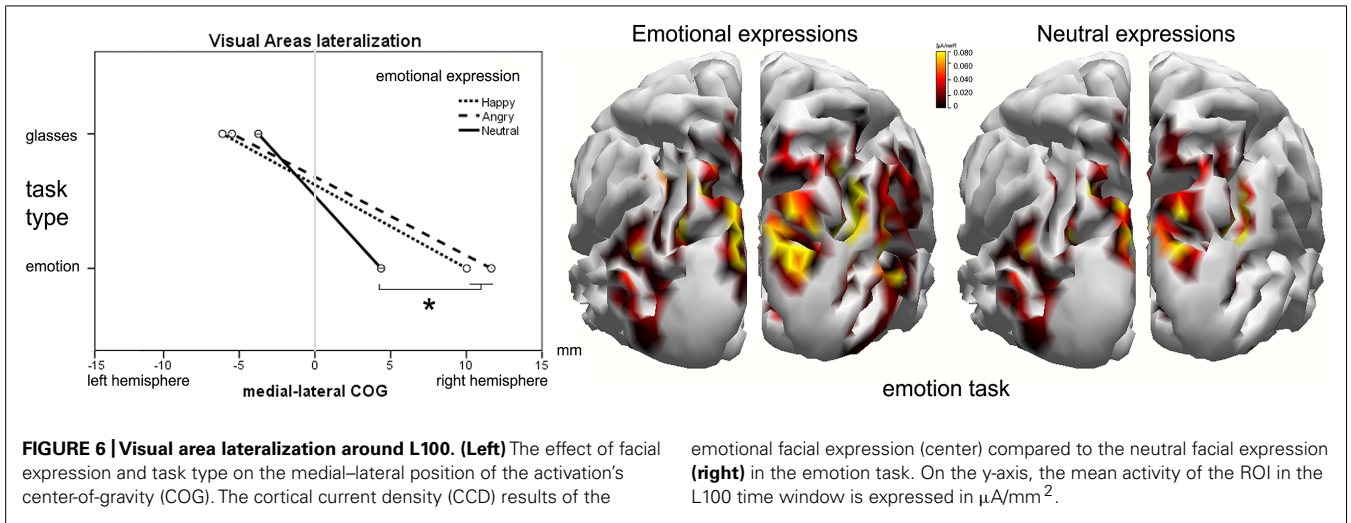 Visual Areas lateralization
emotional expression
Happy
Angry
Neutral
glasses
task
type
emotion
*
-15 -10 -5 0 5 10 15
mm
left hemisphere right hemisphere
medial-lateral COG
Emotional expressions
Neutral expressions
0.080
0.040
0.020
0
emotion task
FIGURE 6 | Visual area lateralization around L100. (Left) The effect of facial
expression and task type on the medial–lateral position of the activation's
center-of-gravity (COG). The cortical current density (CCD) results of the
emotional facial expression (center) compared to the neutral facial expression
(right) in the emotion task. On the y-axis, the mean activity of the ROI in the
L100 time window is expressed in μA/mm².